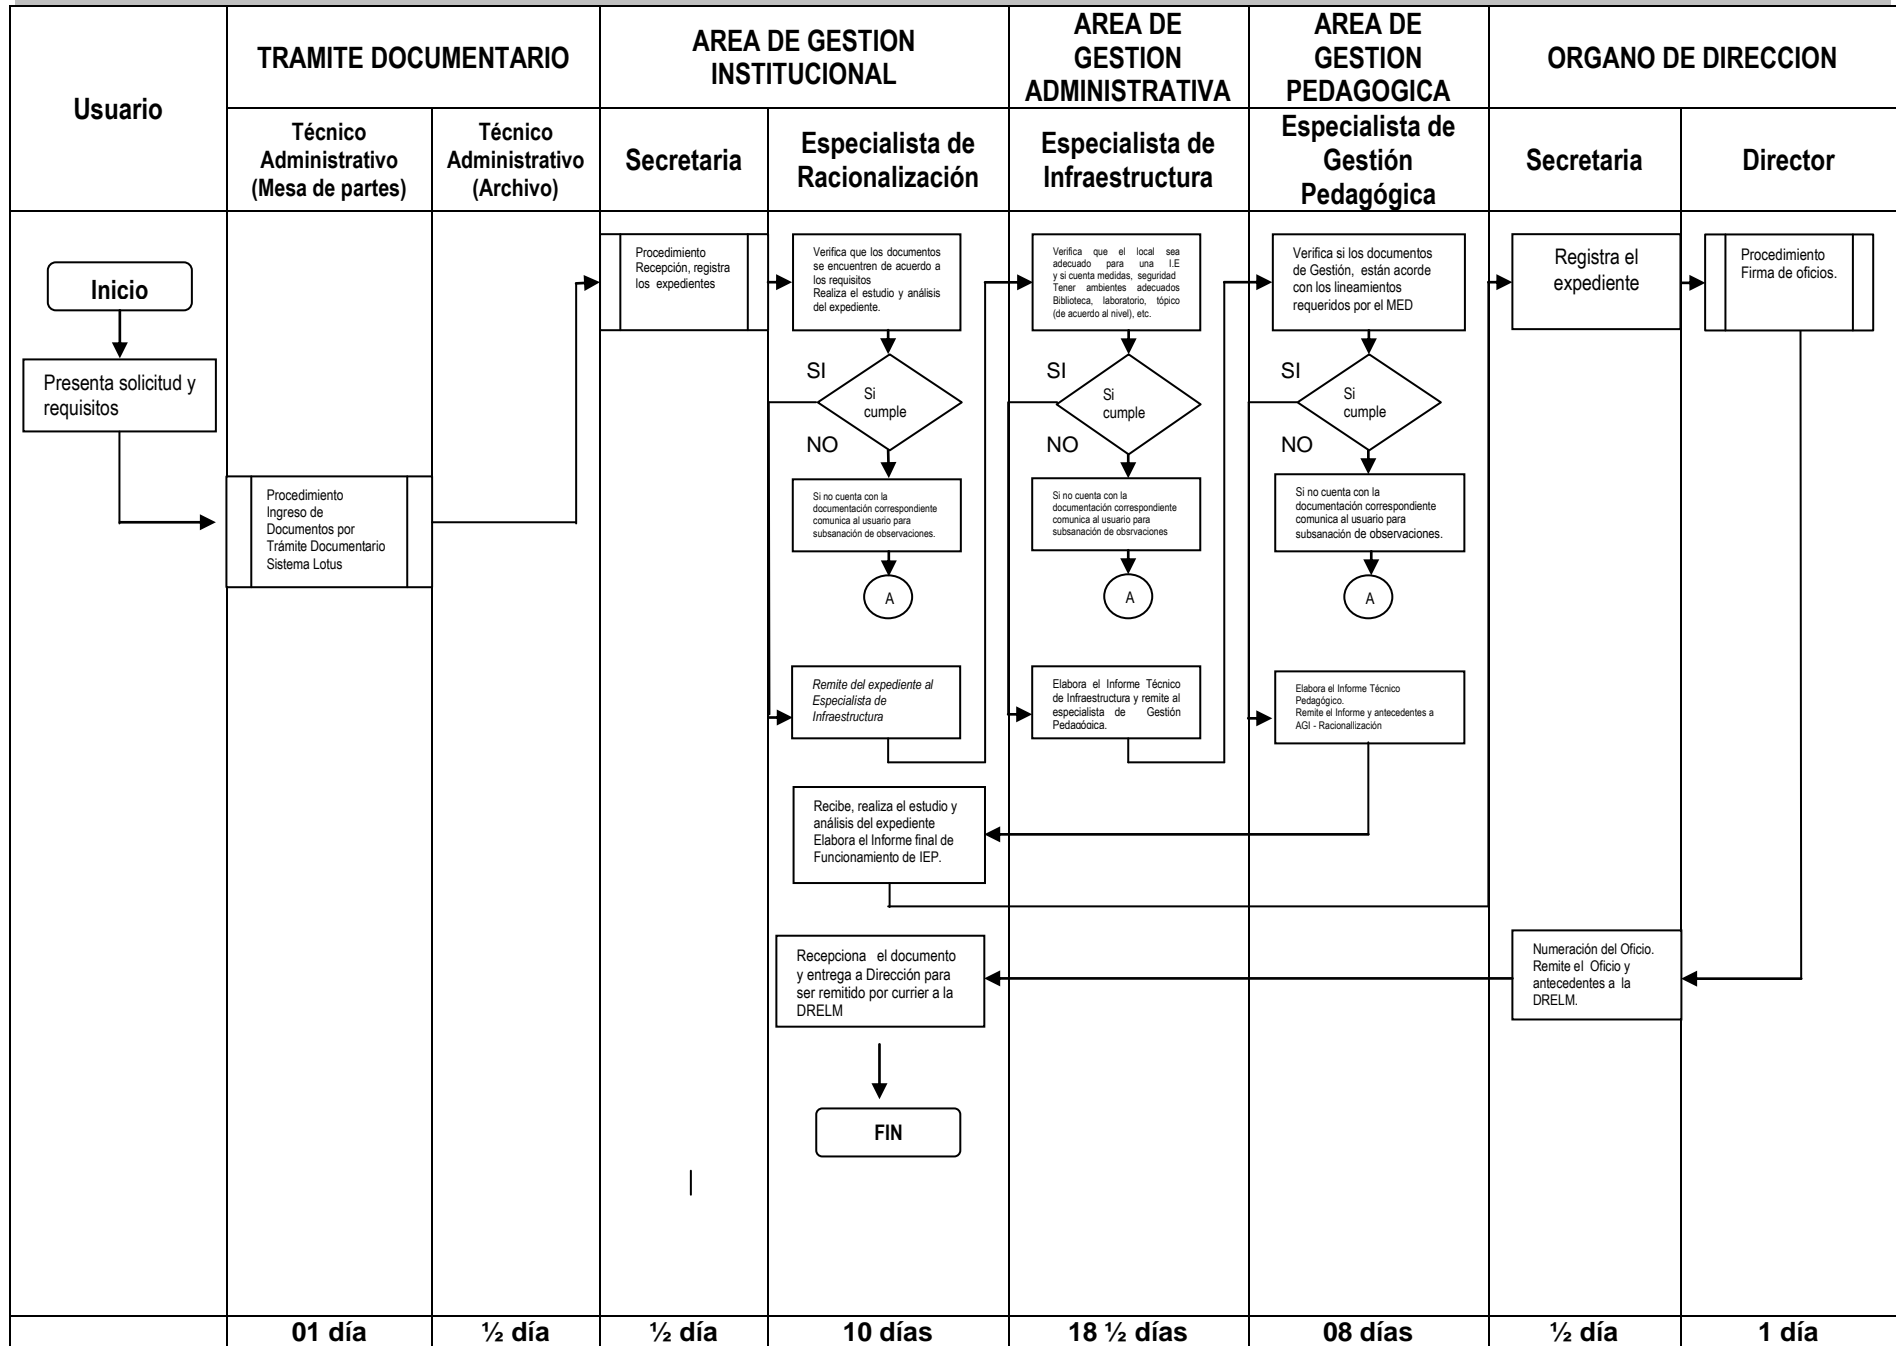 Usuario
TRAMITE DOCUMENTARIO
AREA DE GESTION
INSTITUCIONAL
AREA DE
GESTION
ADMINISTRATIVA
AREA DE
GESTION
PEDAGOGICA
ORGANO DE DIRECCION
Técnico
Administrativo
(Mesa de partes)
Técnico
Administrativo
(Archivo)
Secretaria
Especialista de
Racionalización
Especialista de
Infraestructura
Especialista de
Gestión
Pedagógica
Secretaria
Director
Inicio
Presenta solicitud y
requisitos
Procedimiento
Ingreso de
Documentos por
Trámite Documentario
Sistema Lotus
Procedimiento
Recepción, registra
los expedientes
Verifica que los documentos
se encuentren de acuerdo a
los requisitos
Realiza el estudio y análisis
del expediente.
SI
Si
cumple
NO
Si no cuenta con la
documentación correspondiente
comunica al usuario para
subsanación de observaciones.
A
Remite del expediente al
Especialista de
Infraestructura
Recibe, realiza el estudio y
análisis del expediente
Elabora el Informe final de
Funcionamiento de IEP.
Recepciona el documento
y entrega a Dirección para
ser remitido por currier a la
DRELM
FIN
Verifica que el local sea
adecuado para una I.E
y si cuenta medidas, seguridad
Tener ambientes adecuados
Biblioteca, laboratorio, tópico
(de acuerdo al nivel), etc.
SI
Si
cumple
NO
Si no cuenta con la
documentación correspondiente
comunica al usuario para
subsanación de obsrvaciones
A
Elabora el Informe Técnico
de Infraestructura y remite al
especialista de Gestión
Pedagógica.
Verifica si los documentos
de Gestión, están acorde
con los lineamientos
requeridos por el MED
SI
Si
cumple
NO
Si no cuenta con la
documentación correspondiente
comunica al usuario para
subsanación de observaciones.
A
Elabora el Informe Técnico
Pedagógico.
Remite el Informe y antecedentes a
AGI - Racionallización
Registra el
expediente
Numeración del Oficio.
Remite el Oficio y
antecedentes a la
DRELM.
Procedimiento
Firma de oficios.
01 día
½ día
½ día
10 días
18 ½ días
08 días
½ día
1 día